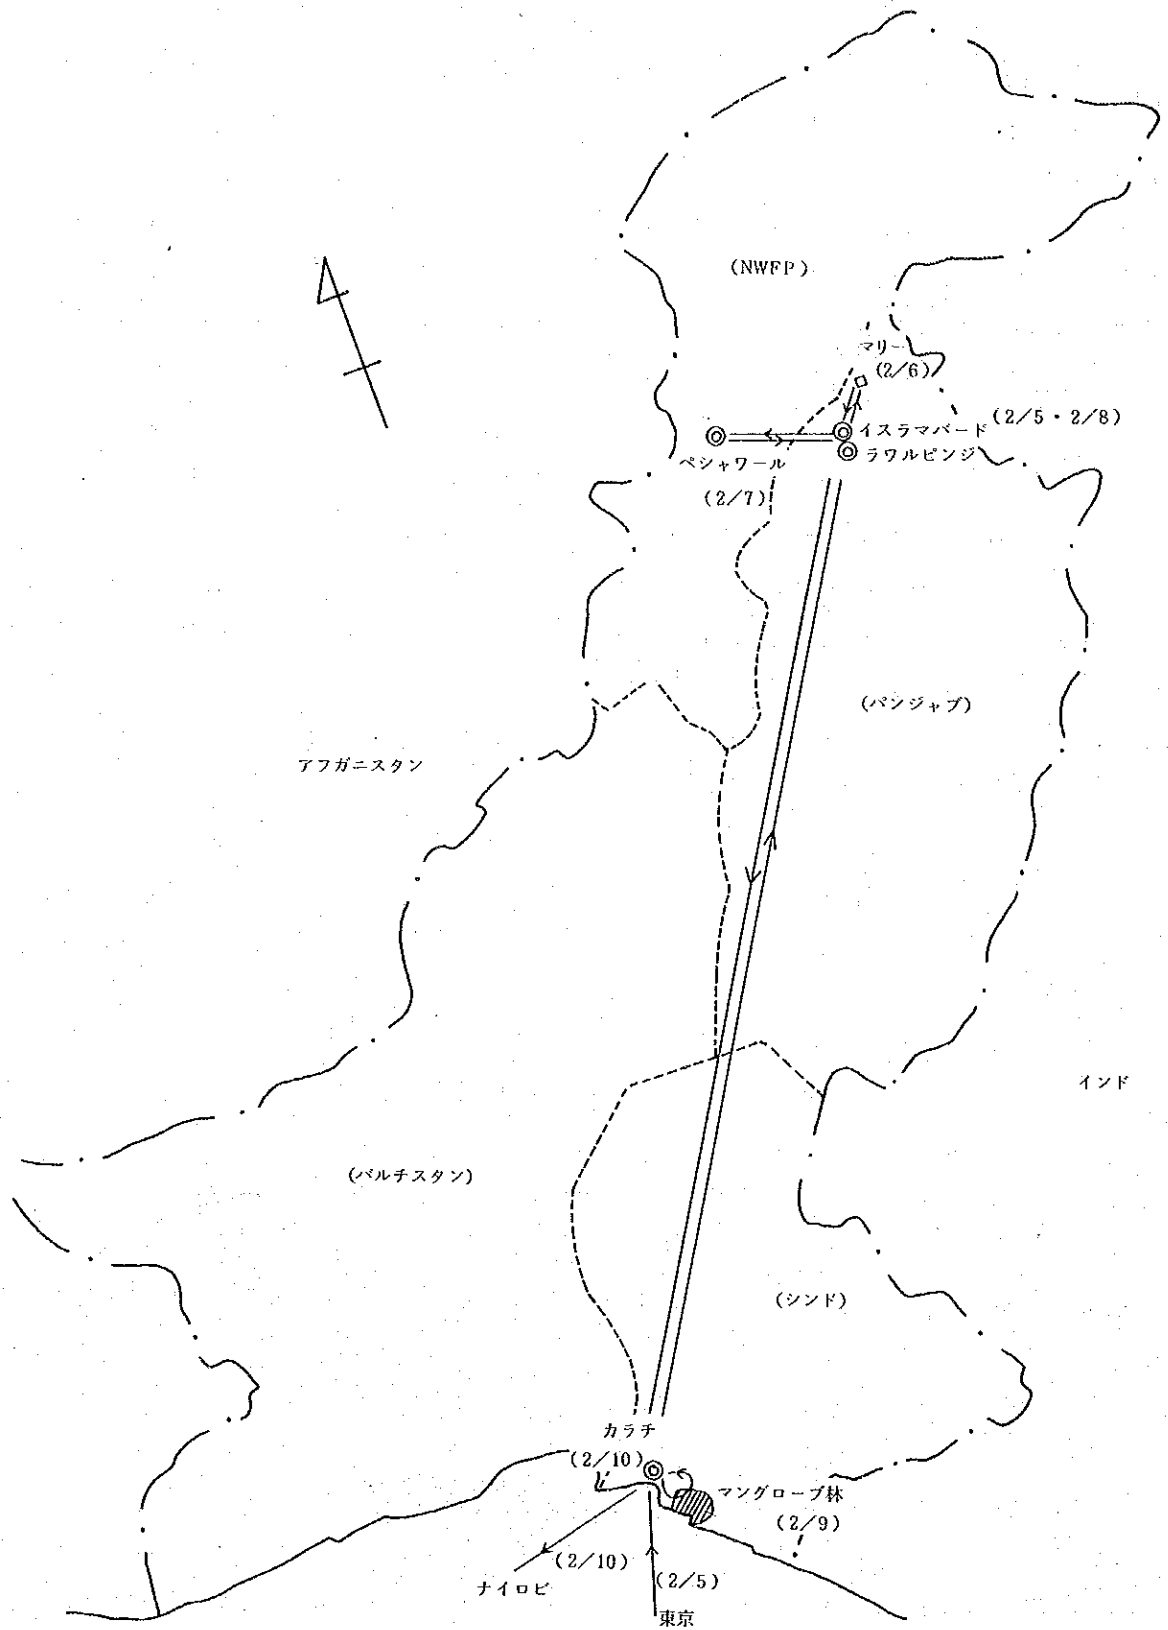 (NWFP)
マリー
(2/6)
イスラマバード
(2/5・2/8)
ラワルピンジ
ペシャワール
(2/7)
(パンジャブ)
アフガニスタン
インド
(バルチスタン)
(シンド)
カラチ
(2/10)
マングローブ林
(2/9)
(2/10)
ナイロビ
(2/5)
東京